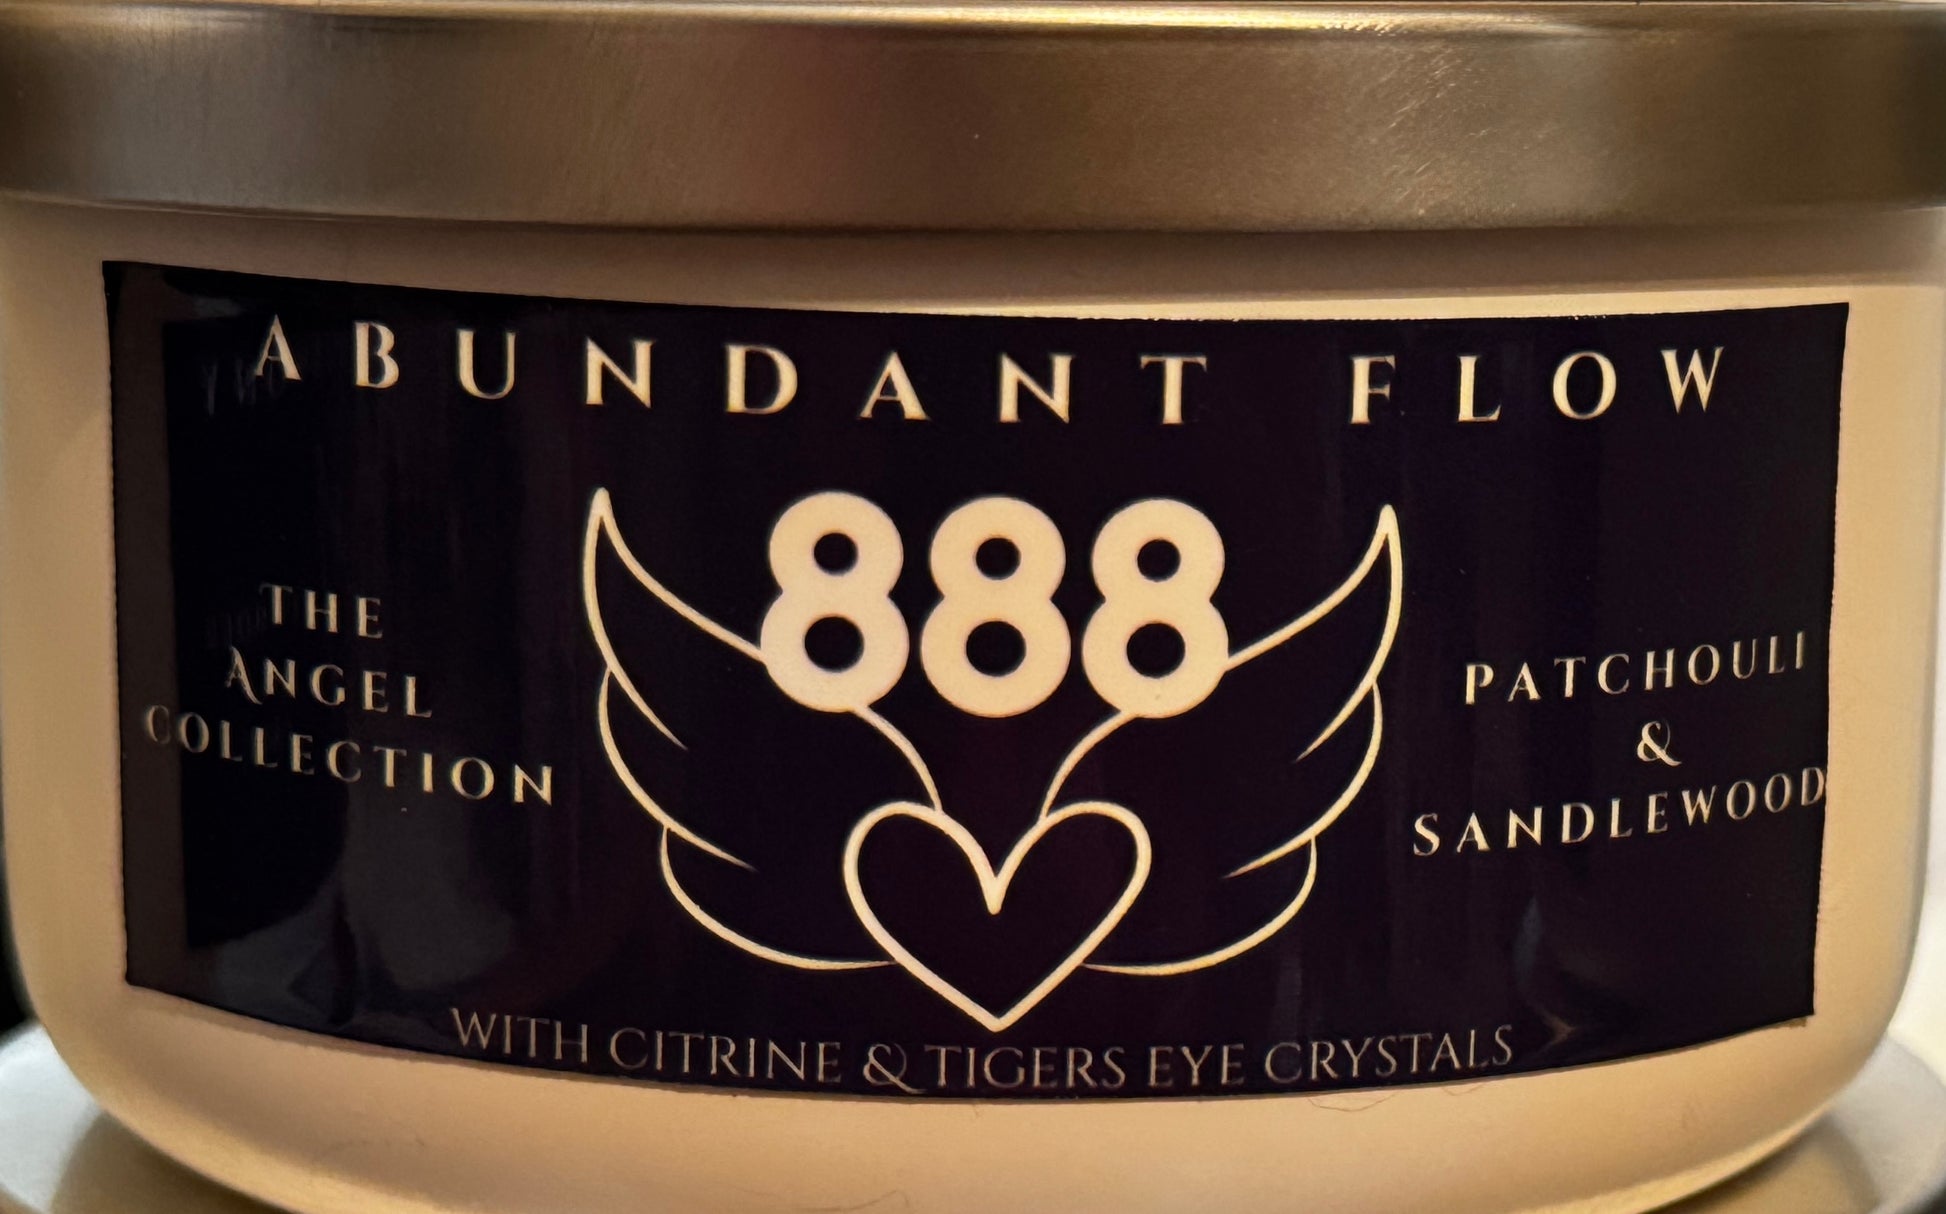 ABUNDANT FLOW
888
THE
ANGEL
COLLECTION
PATCHOULI
&
SANDLEWOOD
WITH CITRINE & TIGERS EYE CRYSTALS